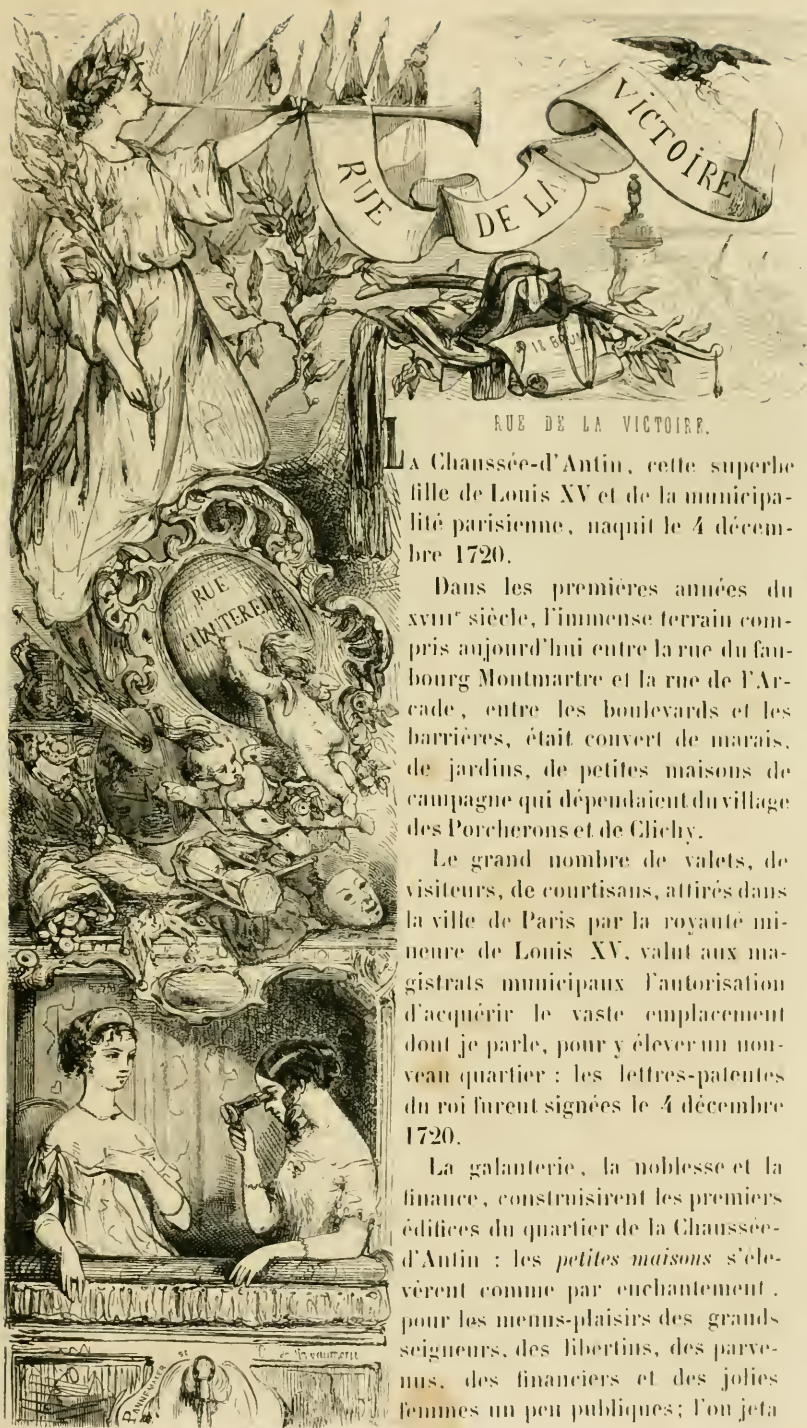 RUE DE LA VICTOIRE
18 BRUM
RUE
CHANTEREINE
RUE DE LA VICTOIRE.
LA Chaussée-d'Antin, cette superbe
fille de Louis XV et de la municipa-
lité parisienne, naquit le 4 décem-
bre 1720.
Dans les premières années du
XVIIIe siècle, l'immense terrain com-
pris aujourd'hui entre la rue du fau-
bourg Montmartre et la rue de l'Ar-
cade, entre les boulevards et les
barrières, était couvert de marais,
de jardins, de petites maisons de
campagne qui dépendaient du village
des Porcherons et de Clichy.
Le grand nombre de valets, de
visiteurs, de courtisans, attirés dans
la ville de Paris par la royauté mi-
neure de Louis XV, valut aux ma-
gistrats municipaux l'autorisation
d'acquérir le vaste emplacement
dont je parle, pour y élever un nou-
veau quartier : les lettres-patentes
du roi furent signées le 4 décembre
1720.
La galanterie, la noblesse et la
finance, construisirent les premiers
édifices du quartier de la Chaussée-
d'Antin : les petites maisons s'éle-
vèrent comme par enchantement,
pour les menus-plaisirs des grands
seigneurs, des libertins, des parve-
nus, des financiers et des jolies
femmes un peu publiques; l'on jeta